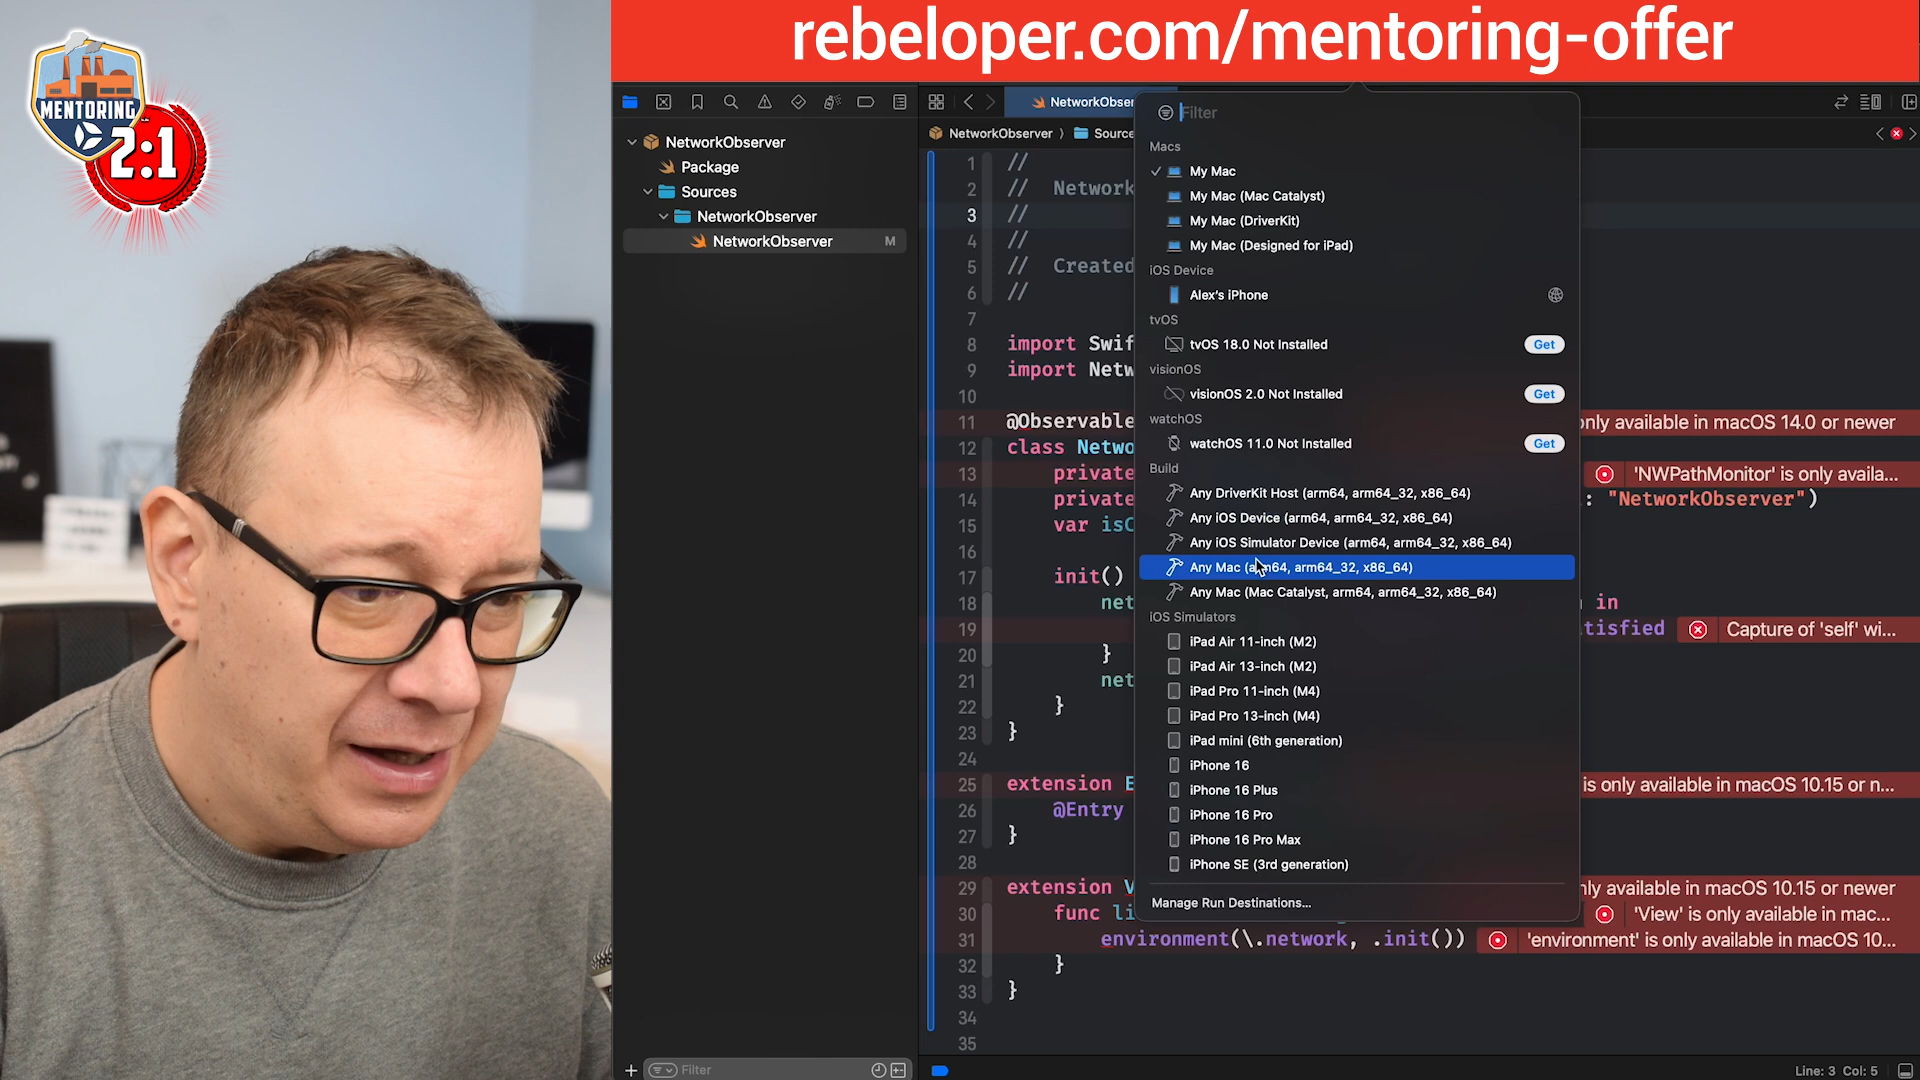 rebeloper.com/mentoring-offer
MENTORING
2:1
NetworkObserver
Package
Sources
NetworkObserver
NetworkObserver M
Filter
NetworkObser
NetworkObserver Source
Filter
Macs
My Mac
My Mac (Mac Catalyst)
My Mac (DriverKit)
My Mac (Designed for iPad)
iOS Device
Alex's iPhone
tvOS
tvOS 18.0 Not Installed Get
visionOS
visionOS 2.0 Not Installed Get
watchOS
watchOS 11.0 Not Installed Get
Build
Any DriverKit Host (arm64, arm64_32, x86_64)
Any iOS Device (arm64, arm64_32, x86_64)
Any iOS Simulator Device (arm64, arm64_32, x86_64)
Any Mac (arm64, arm64_32, x86_64)
Any Mac (Mac Catalyst, arm64, arm64_32, x86_64)
iOS Simulators
iPad Air 11-inch (M2)
iPad Air 13-inch (M2)
iPad Pro 11-inch (M4)
iPad Pro 13-inch (M4)
iPad mini (6th generation)
iPhone 16
iPhone 16 Plus
iPhone 16 Pro
iPhone 16 Pro Max
iPhone SE (3rd generation)
Manage Run Destinations...
1 //
2 // Network
3 //
4 //
5 // Created
6 //
7
8 import Swif
9 import Netw
10
11 @Observable only available in macOS 14.0 or newer
12 class Netwo
13 private 'NWPathMonitor' is only availa...
14 private : "NetworkObserver")
15 var isC
16
17 init()
18 net in
19 tisfied Capture of 'self' wi...
20 }
21 net
22 }
23 }
24
25 extension E is only available in macOS 10.15 or n...
26 @Entry
27 }
28
29 extension V nly available in macOS 10.15 or newer
30 func li 'View' is only available in mac...
31 environment(\.network, .init()) 'environment' is only available in macOS 10...
32 }
33 }
34
35
Line: 3 Col: 5